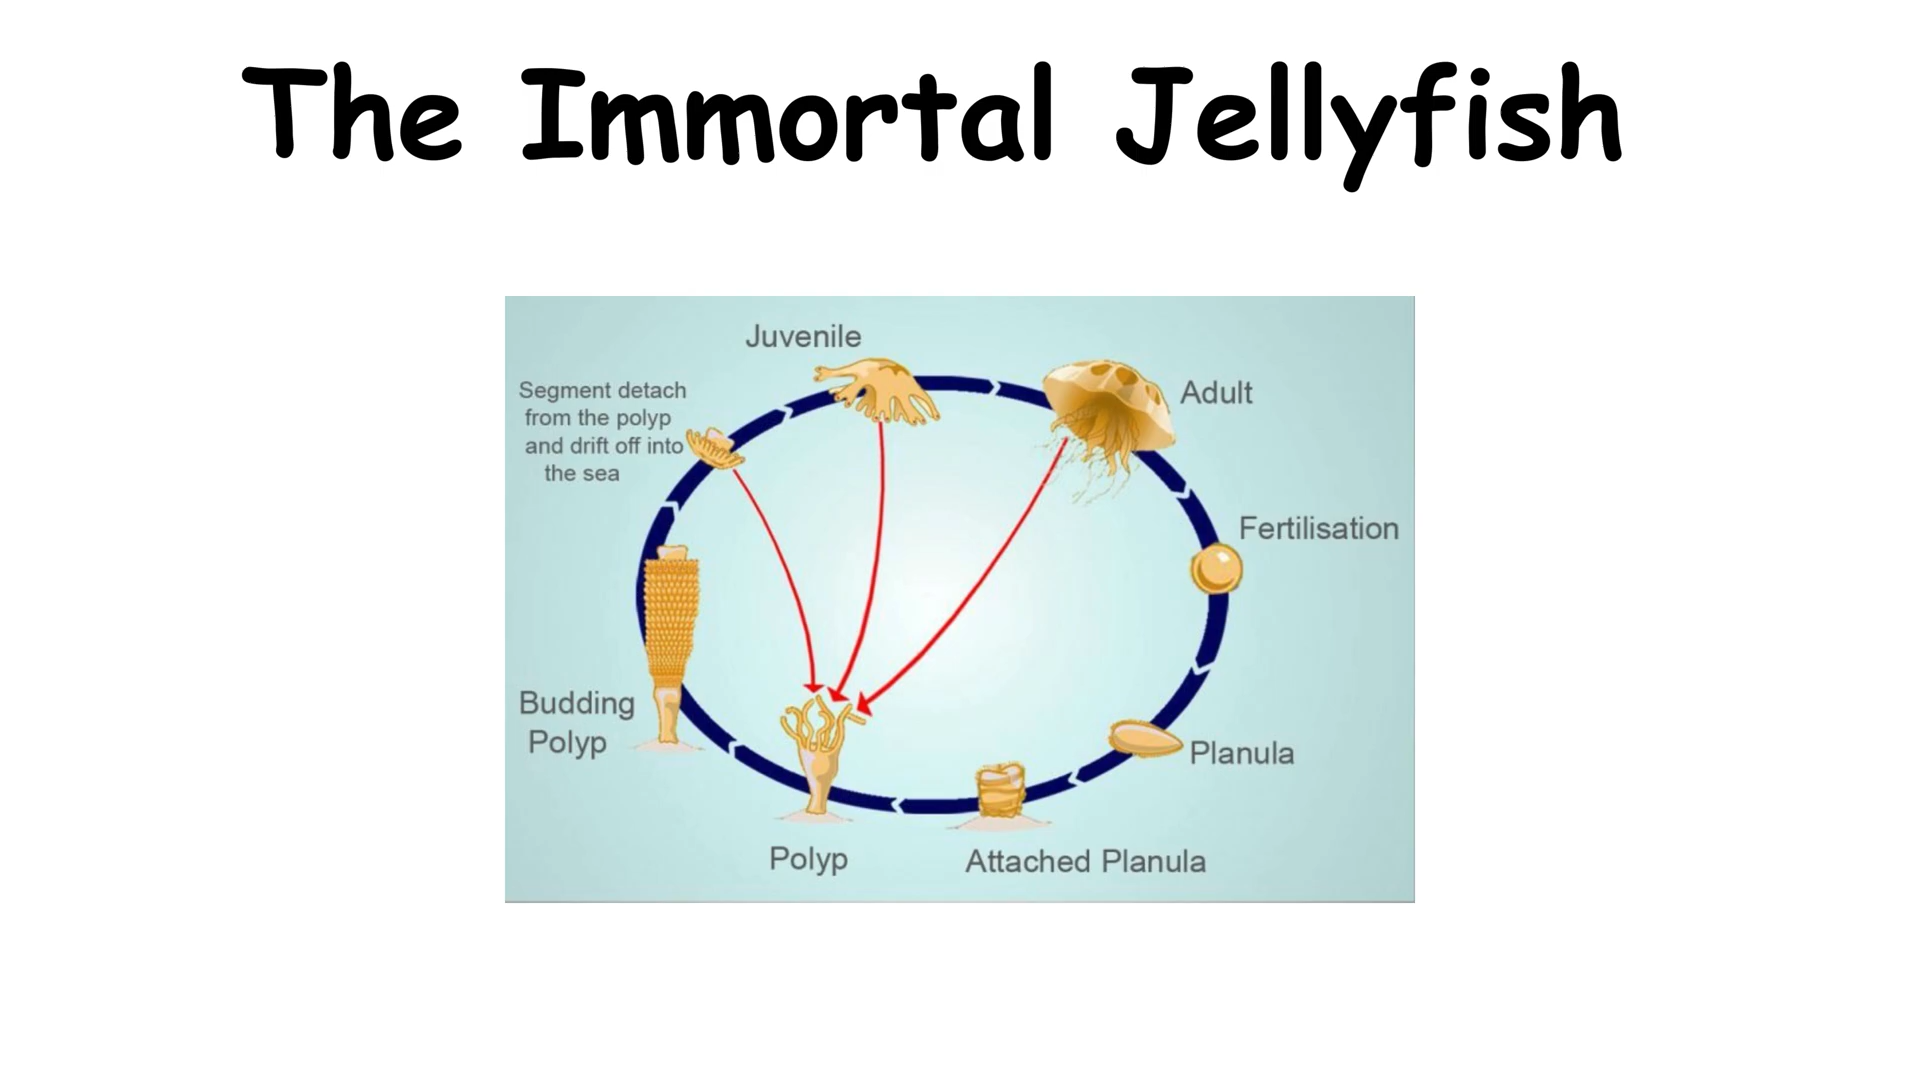 The Immortal Jellyfish
Juvenile
Segment detach
from the polyp
and drift off into
the sea
Adult
Fertilisation
Budding
Polyp
Planula
Polyp
Attached Planula